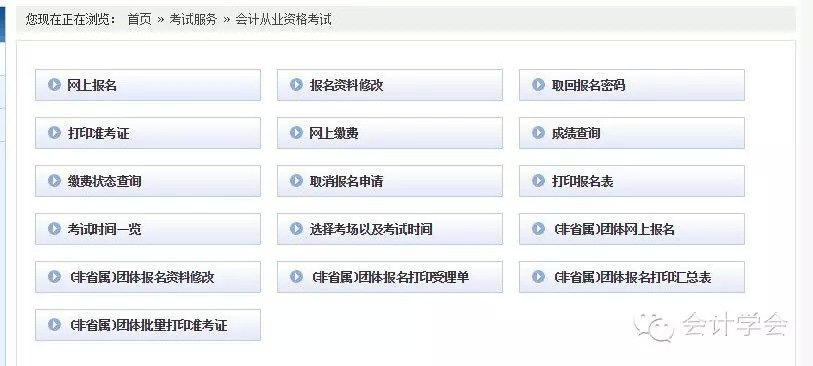 您现在正在浏览： 首页 » 考试服务 » 会计从业资格考试
网上报名 报名资料修改 取回报名密码
打印准考证 网上缴费 成绩查询
缴费状态查询 取消报名申请 打印报名表
考试时间一览 选择考场以及考试时间 (非省属)团体网上报名
(非省属)团体报名资料修改 (非省属)团体报名打印受理单 (非省属)团体报名打印汇总表
(非省属)团体批量打印准考证
会计学会